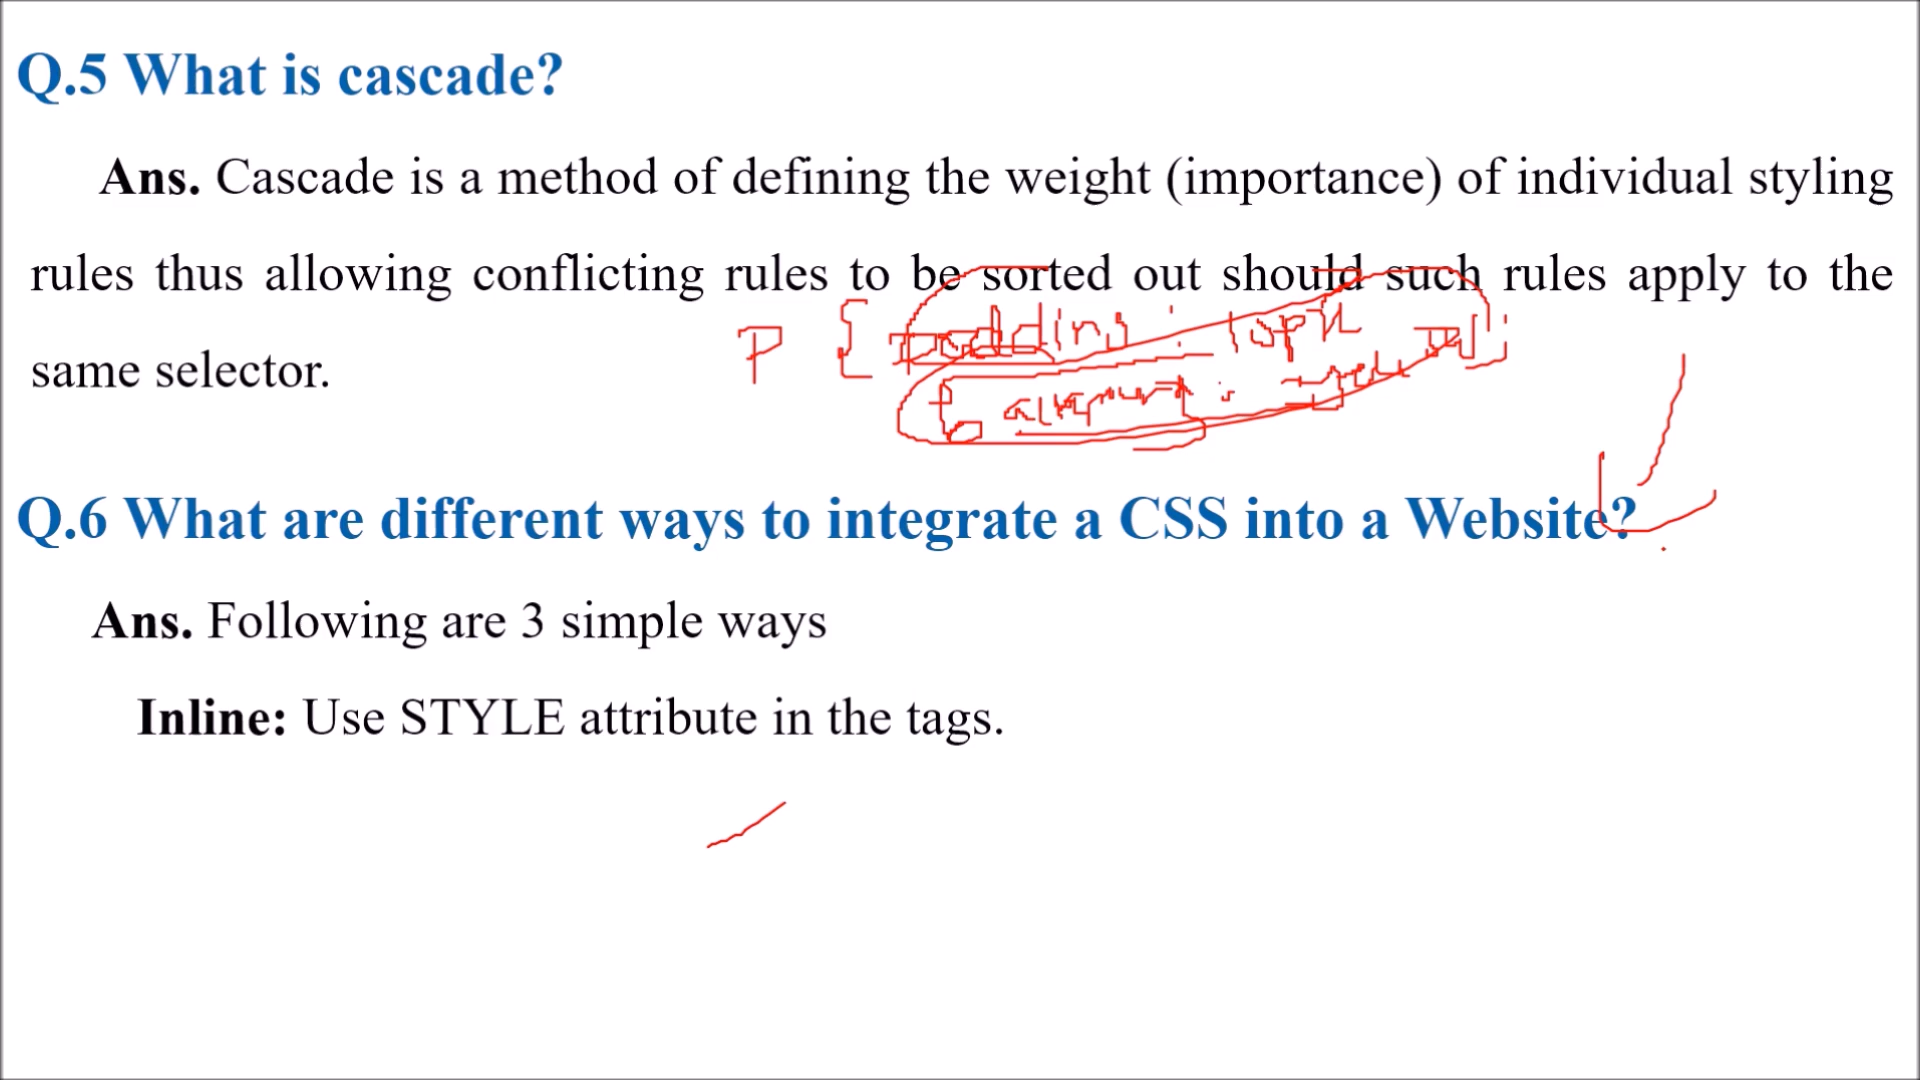 Q.5 What is cascade?
Ans. Cascade is a method of defining the weight (importance) of individual styling
rules thus allowing conflicting rules to be sorted out should such rules apply to the
P { padding :
same selector.
Q.6 What are different ways to integrate a CSS into a Website?
Ans. Following are 3 simple ways
Inline: Use STYLE attribute in the tags.